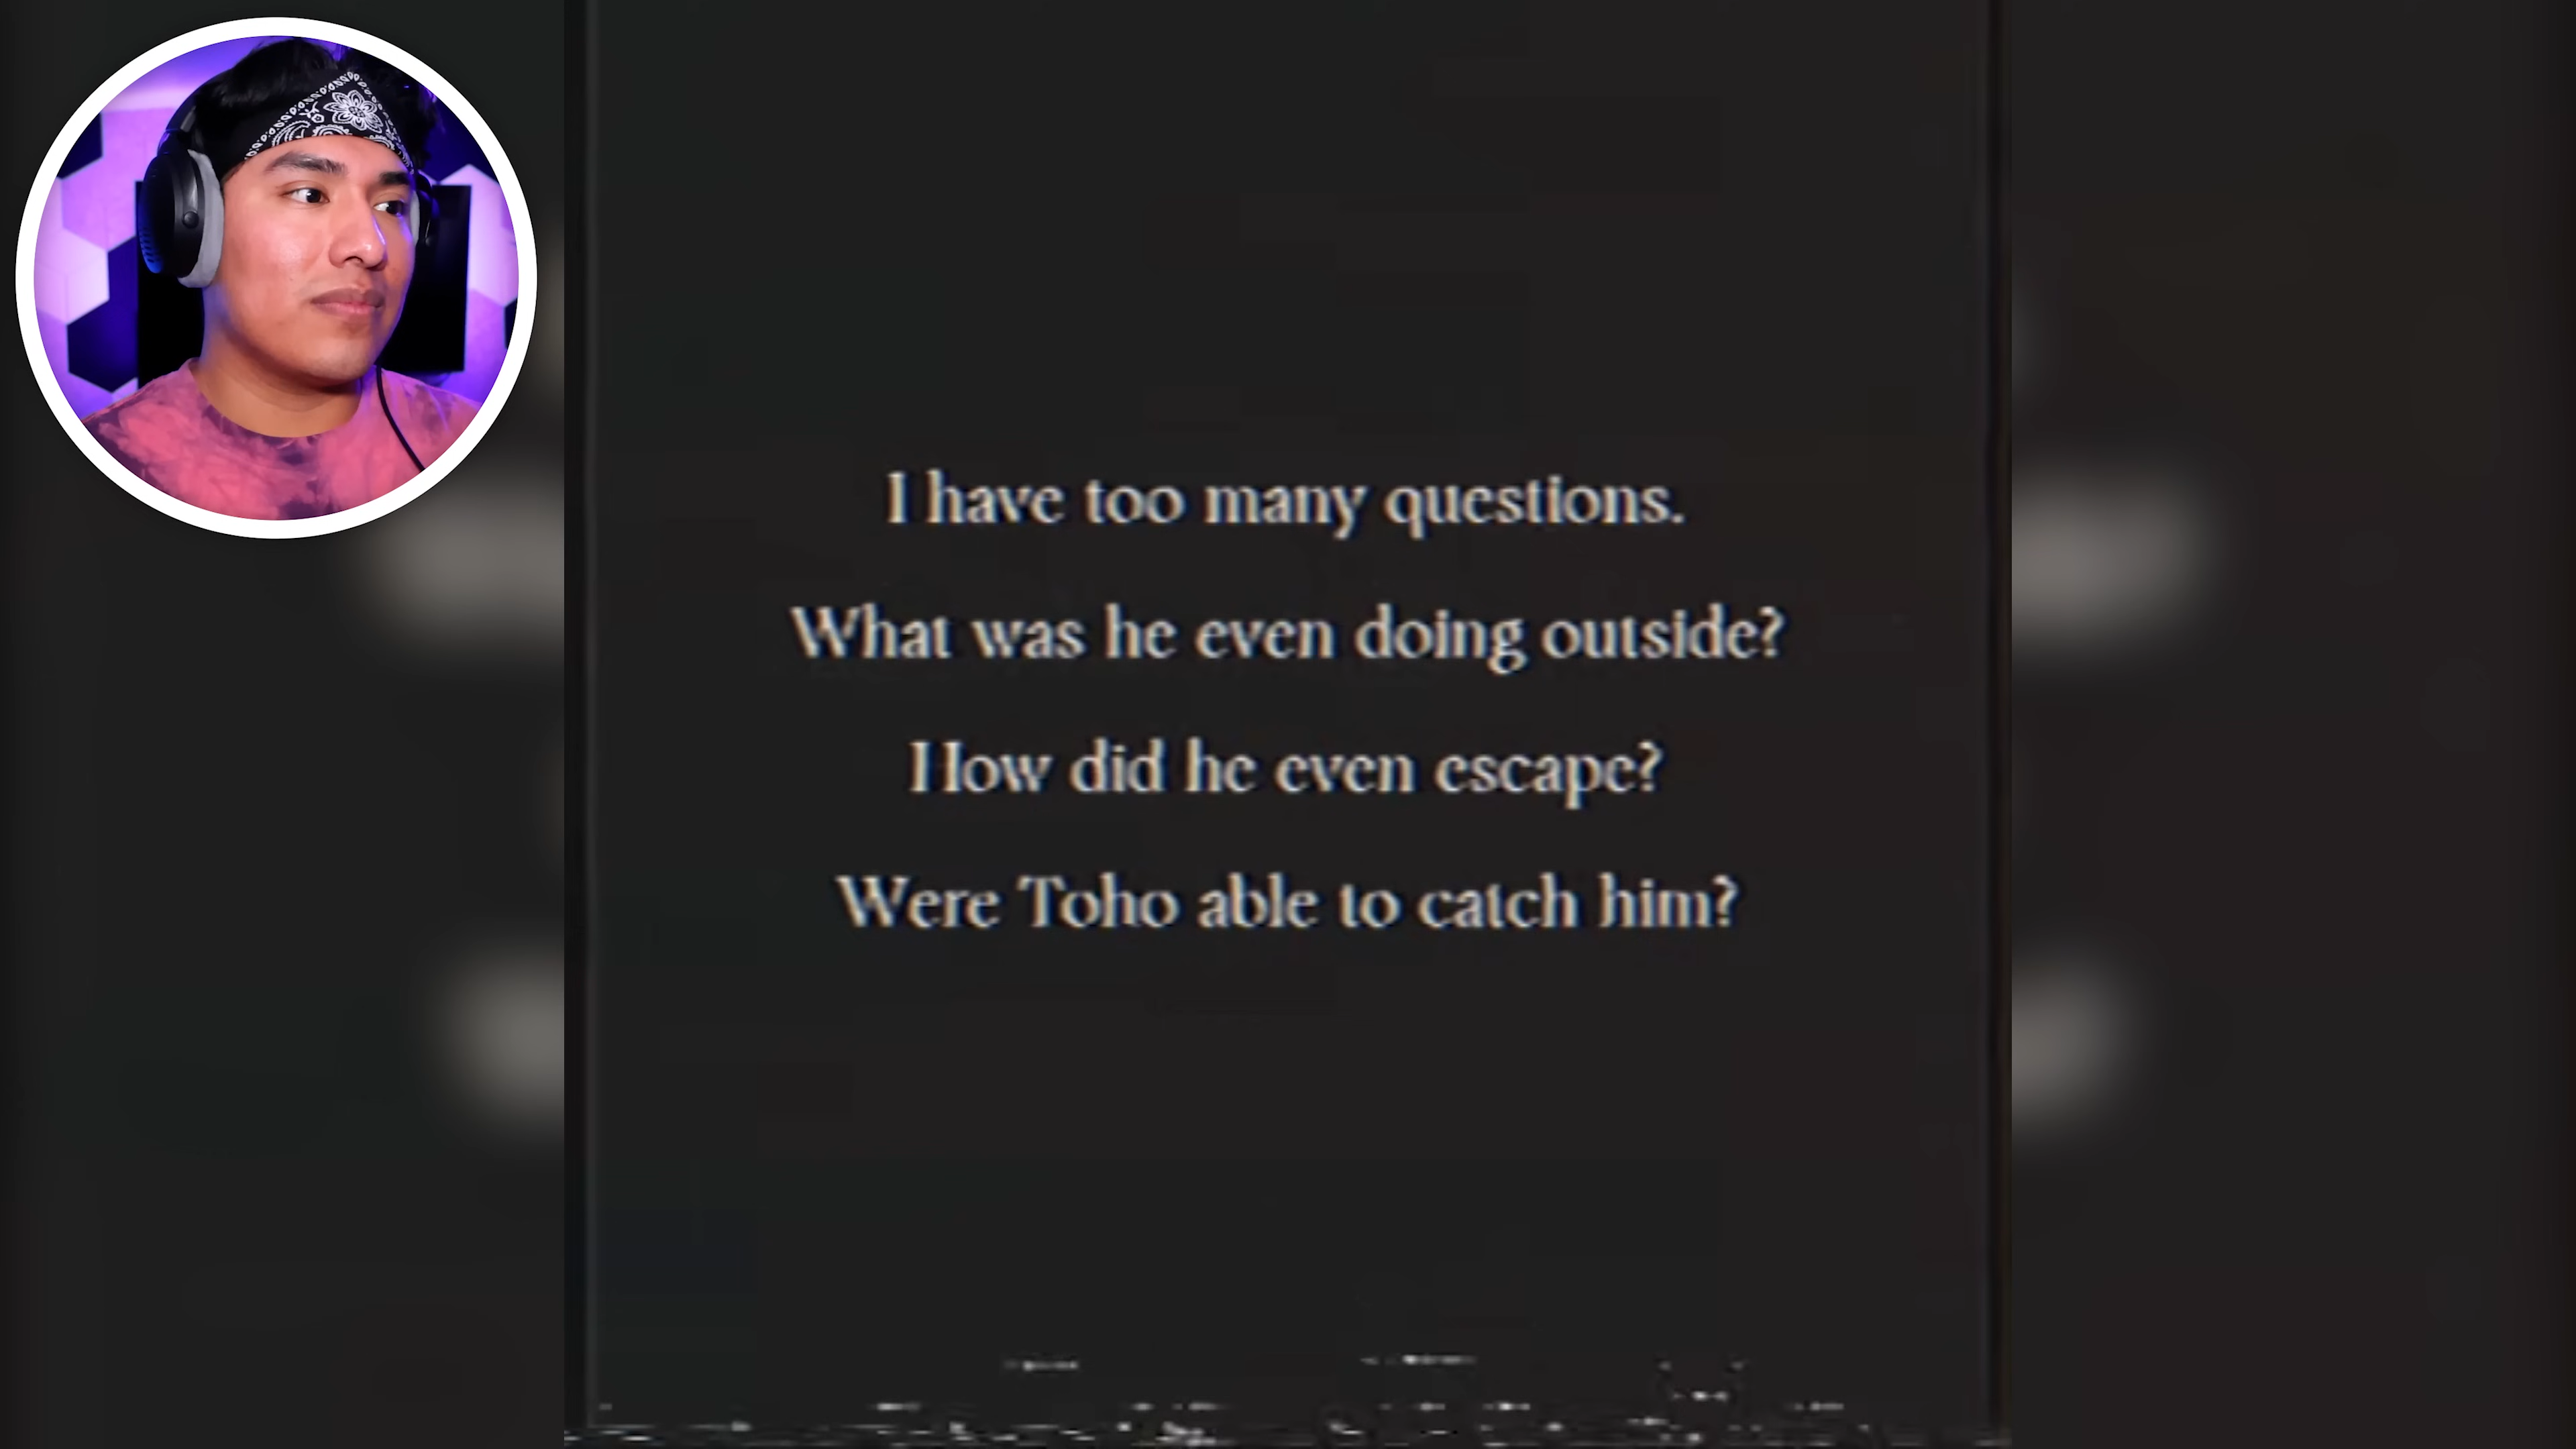 I have too many questions.
What was he even doing outside?
How did he even escape?
Were Toho able to catch him?